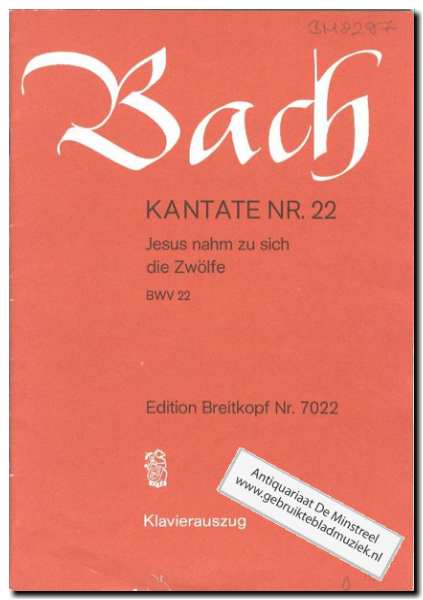 BM8297
Bach
KANTATE NR. 22
Jesus nahm zu sich
die Zwölfe
BWV 22
Edition Breitkopf Nr. 7022
Antiquariaat De Minstreel
www.gebruiktebladmuziek.nl
Klavierauszug